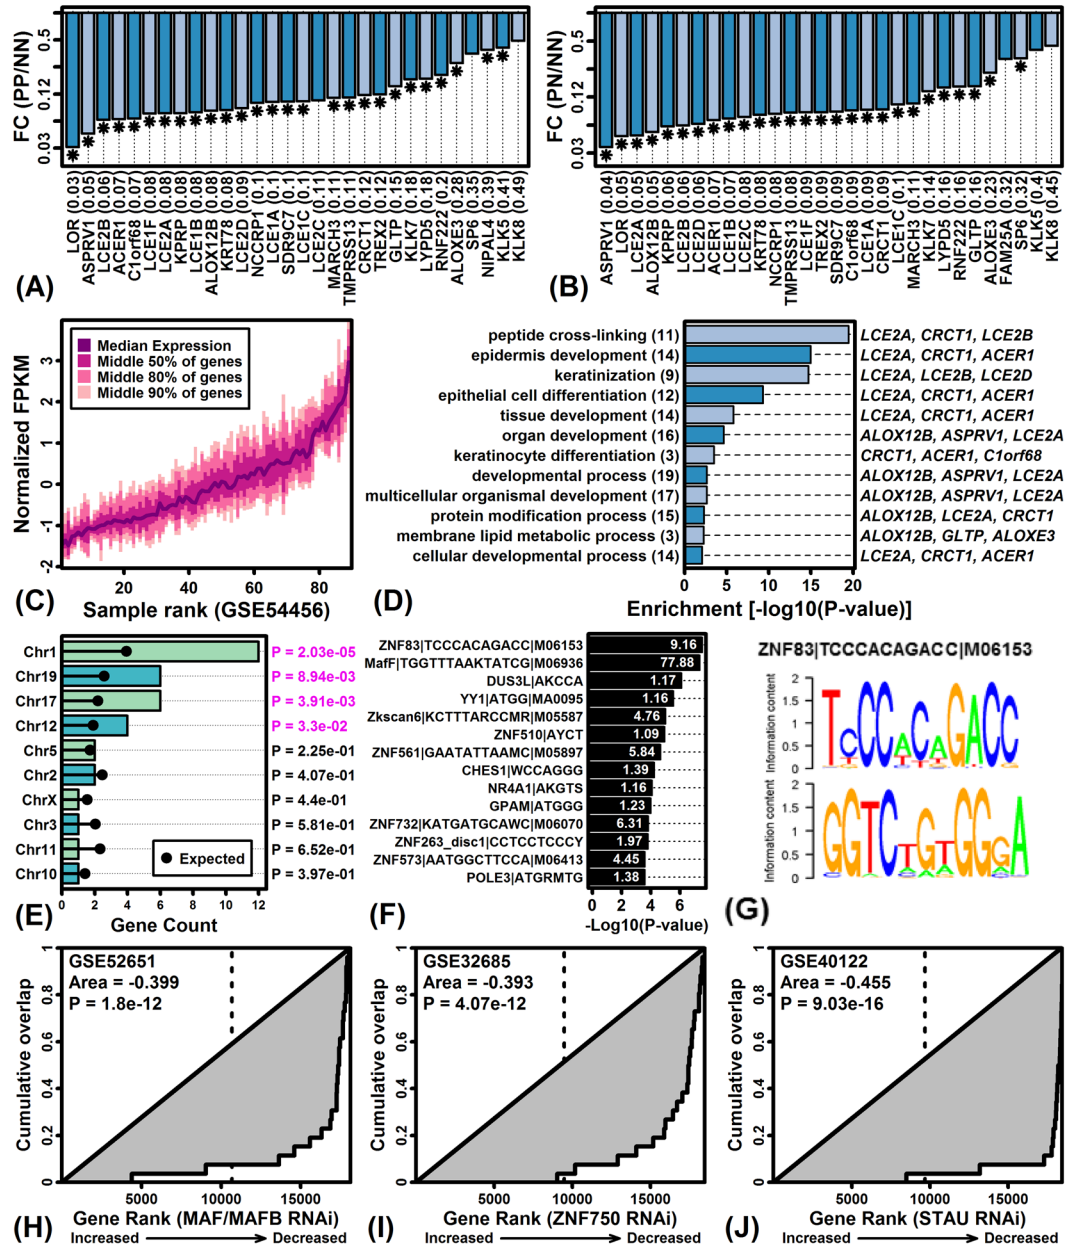 FC (PP/NN)
0.5
0.12
0.03
LOR (0.03)
ASPRV1 (0.05)
LCE2B (0.06)
ACER1 (0.07)
C1orf68 (0.07)
LCE1F (0.08)
LCE2A (0.08)
KPRP (0.08)
LCE1B (0.08)
ALOX12B (0.08)
KRT78 (0.08)
LCE2D (0.09)
NCCRP1 (0.1)
LCE1A (0.1)
SDR9C7 (0.1)
LCE1C (0.1)
LCE2C (0.11)
MARCH3 (0.11)
TMPRSS13 (0.11)
CRCT1 (0.12)
TREX2 (0.12)
GLTP (0.15)
KLK7 (0.18)
LYPD5 (0.18)
RNF222 (0.2)
ALOXE3 (0.28)
SP6 (0.35)
NIPAL4 (0.39)
KLK5 (0.41)
KLK8 (0.49)
(A)
FC (PN/NN)
0.5
0.12
0.03
ASPRV1 (0.04)
LOR (0.05)
LCE2A (0.05)
ALOX12B (0.05)
KPRP (0.06)
LCE2B (0.06)
LCE2D (0.06)
ACER1 (0.07)
LCE1B (0.07)
LCE2C (0.08)
KRT78 (0.08)
NCCRP1 (0.08)
TMPRSS13 (0.08)
LCE1F (0.09)
TREX2 (0.09)
SDR9C7 (0.09)
C1orf68 (0.09)
LCE1A (0.09)
CRCT1 (0.09)
LCE1C (0.1)
MARCH3 (0.11)
KLK7 (0.14)
LYPD5 (0.16)
RNF222 (0.16)
GLTP (0.16)
ALOXE3 (0.23)
FAM25A (0.32)
SP6 (0.32)
KLK5 (0.4)
KLK8 (0.45)
(B)
Median Expression
Middle 50% of genes
Middle 80% of genes
Middle 90% of genes
Normalized FPKM
3
2
1
0
-1
-2
20 40 60 80
Sample rank (GSE54456)
(C)
peptide cross-linking (11) LCE2A, CRCT1, LCE2B
epidermis development (14) LCE2A, CRCT1, ACER1
keratinization (9) LCE2A, LCE2B, LCE2D
epithelial cell differentiation (12) LCE2A, CRCT1, ACER1
tissue development (14) LCE2A, CRCT1, ACER1
organ development (16) ALOX12B, ASPRV1, LCE2A
keratinocyte differentiation (3) CRCT1, ACER1, C1orf68
developmental process (19) ALOX12B, ASPRV1, LCE2A
multicellular organismal development (17) ALOX12B, ASPRV1, LCE2A
protein modification process (15) ALOX12B, LCE2A, CRCT1
membrane lipid metabolic process (3) ALOX12B, GLTP, ALOXE3
cellular developmental process (14) LCE2A, CRCT1, ACER1
0 5 10 15 20
Enrichment [-log10(P-value)]
(D)
Chr1 P = 2.03e-05
Chr19 P = 8.94e-03
Chr17 P = 3.91e-03
Chr12 P = 3.3e-02
Chr5 P = 2.25e-01
Chr2 P = 4.07e-01
ChrX P = 4.4e-01
Chr3 P = 5.81e-01
Chr11 P = 6.52e-01
Chr10 P = 3.97e-01
Expected
0 2 4 6 8 10 12
Gene Count
(E)
ZNF83|TCCCACAGACC|M06153 9.16
MafF|TGGTTTAAKTATCG|M06936 77.88
DUS3L|AKCCA 1.17
YY1|ATGG|MA0095 1.16
Zkscan6|KCTTTARCCMR|M05587 4.76
ZNF510|AYCT 1.09
ZNF561|GAATATTAAMC|M05897 5.84
CHES1|WCCAGGG 1.39
NR4A1|AKGTS 1.16
GPAM|ATGGG 1.23
ZNF732|KATGATGCAWC|M06070 6.31
ZNF263_disc1|CCTCCTCCCY 1.97
ZNF573|AATGGCTTCCA|M06413 4.45
POLE3|ATGRMTG 1.38
0 2 4 6
-Log10(P-value)
(F)
ZNF83|TCCCACAGACC|M06153
Information content
2
1.5
1
0.5
0
TCCCACAGACC
Information content
2
1.5
1
0.5
0
GGTCTGTGGGA
(G)
GSE52651
Area = -0.399
P = 1.8e-12
Cumulative overlap
1
0.8
0.6
0.4
0.2
0
5000 10000 15000
Gene Rank (MAF/MAFB RNAi)
Increased Decreased
(H)
GSE32685
Area = -0.393
P = 4.07e-12
Cumulative overlap
1
0.8
0.6
0.4
0.2
0
5000 10000 15000
Gene Rank (ZNF750 RNAi)
Increased Decreased
(I)
GSE40122
Area = -0.455
P = 9.03e-16
Cumulative overlap
1
0.8
0.6
0.4
0.2
0
5000 10000 15000
Gene Rank (STAU RNAi)
Increased Decreased
(J)